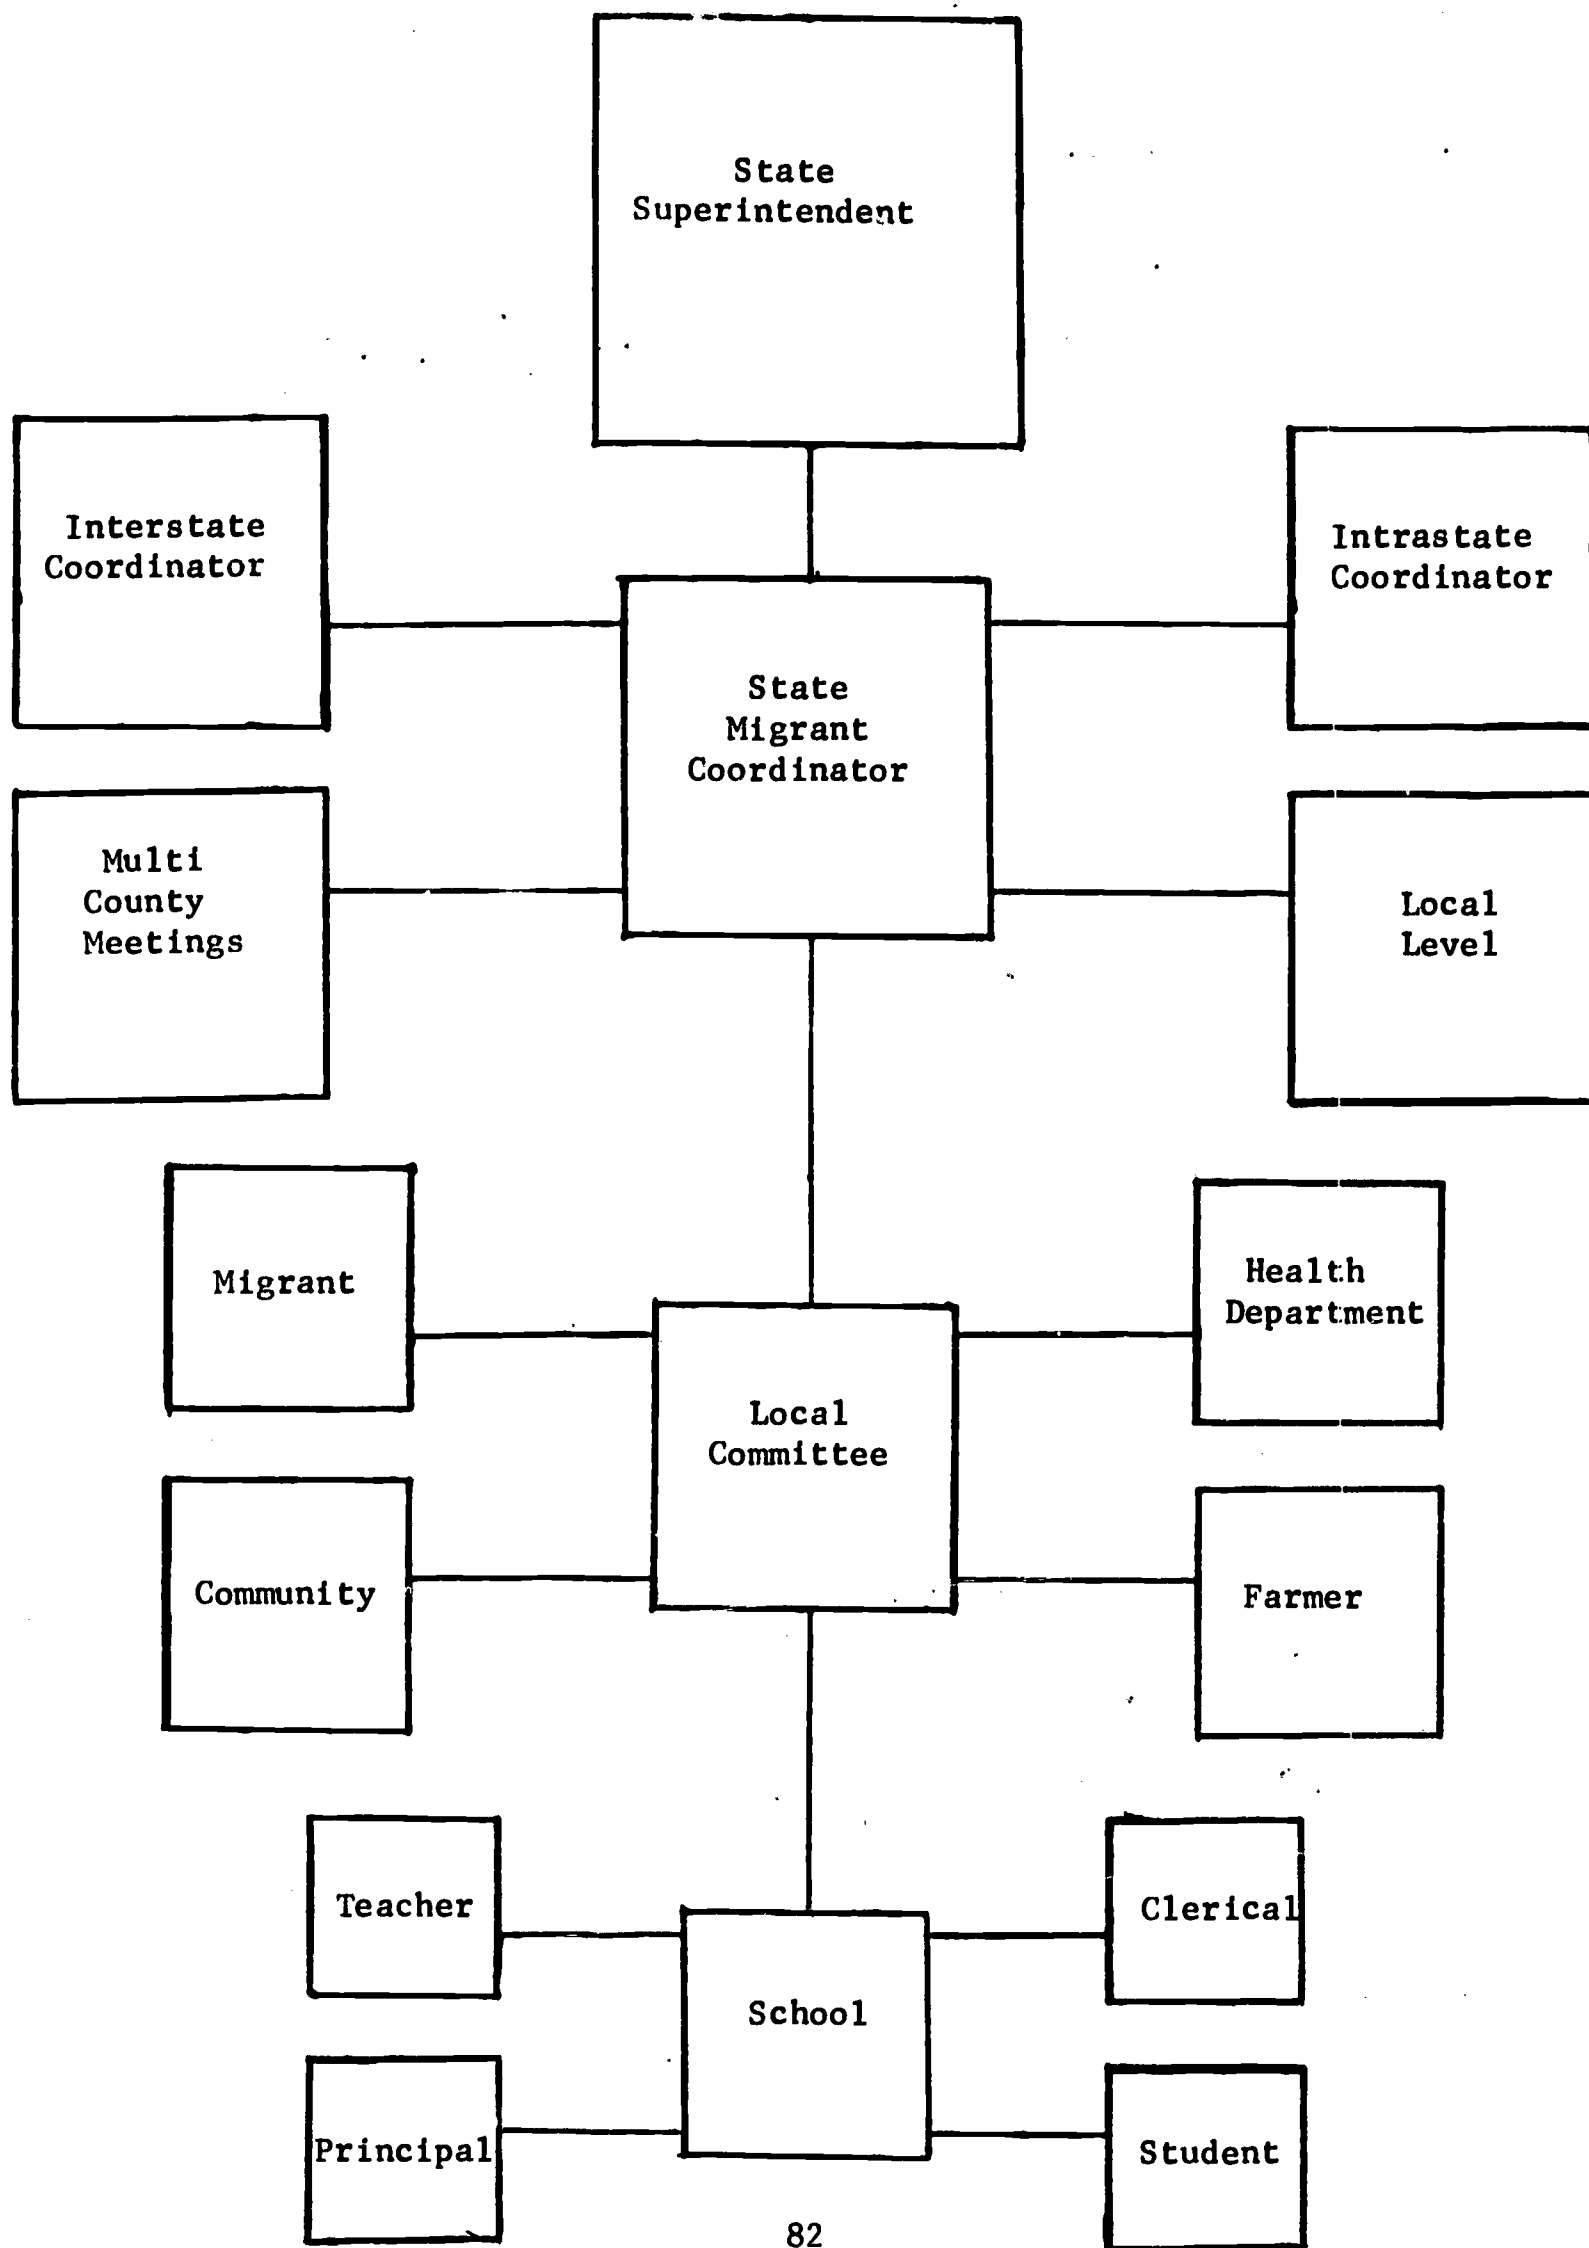 State
Superintendent
Interstate
Coordinator
Intrastate
Coordinator
State
Migrant
Coordinator
Multi
County
Meetings
Local
Level
Migrant
Health
Department
Local
Committee
Community
Farmer
Teacher
Clerical
School
Principal
Student
82